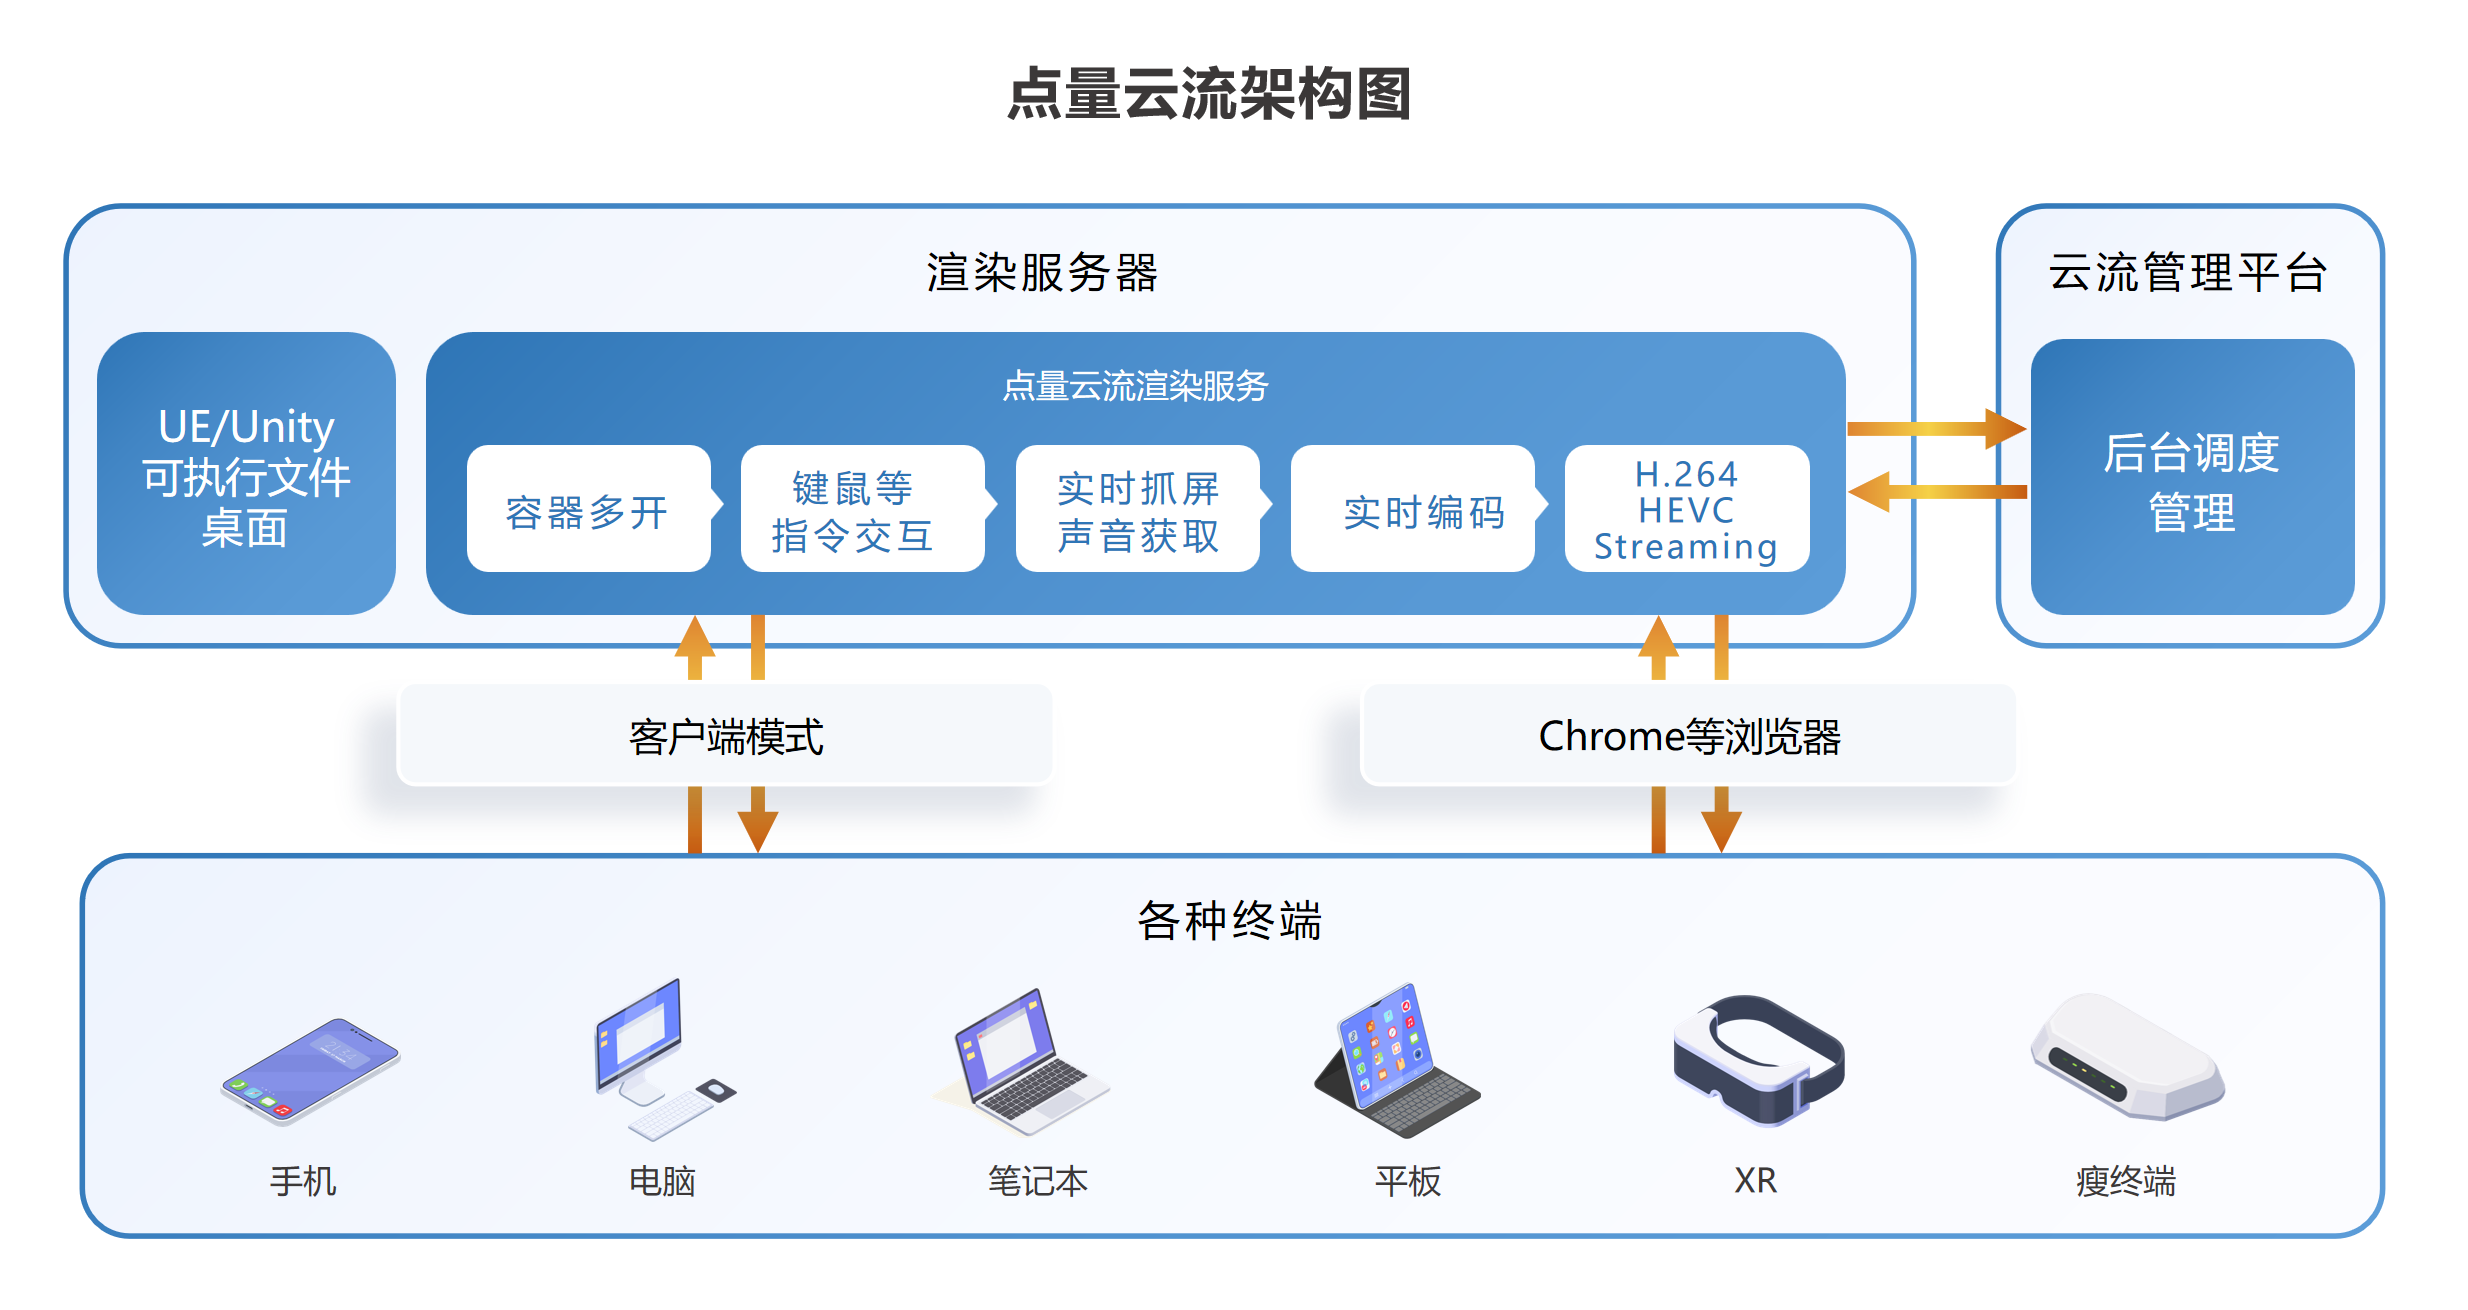 点量云流架构图
渲染服务器
云流管理平台
UE/Unity
可执行文件
桌面
点量云流渲染服务
容器多开
键鼠等
指令交互
实时抓屏
声音获取
实时编码
H.264
HEVC
Streaming
后台调度
管理
客户端模式
Chrome等浏览器
各种终端
手机
电脑
笔记本
平板
XR
瘦终端